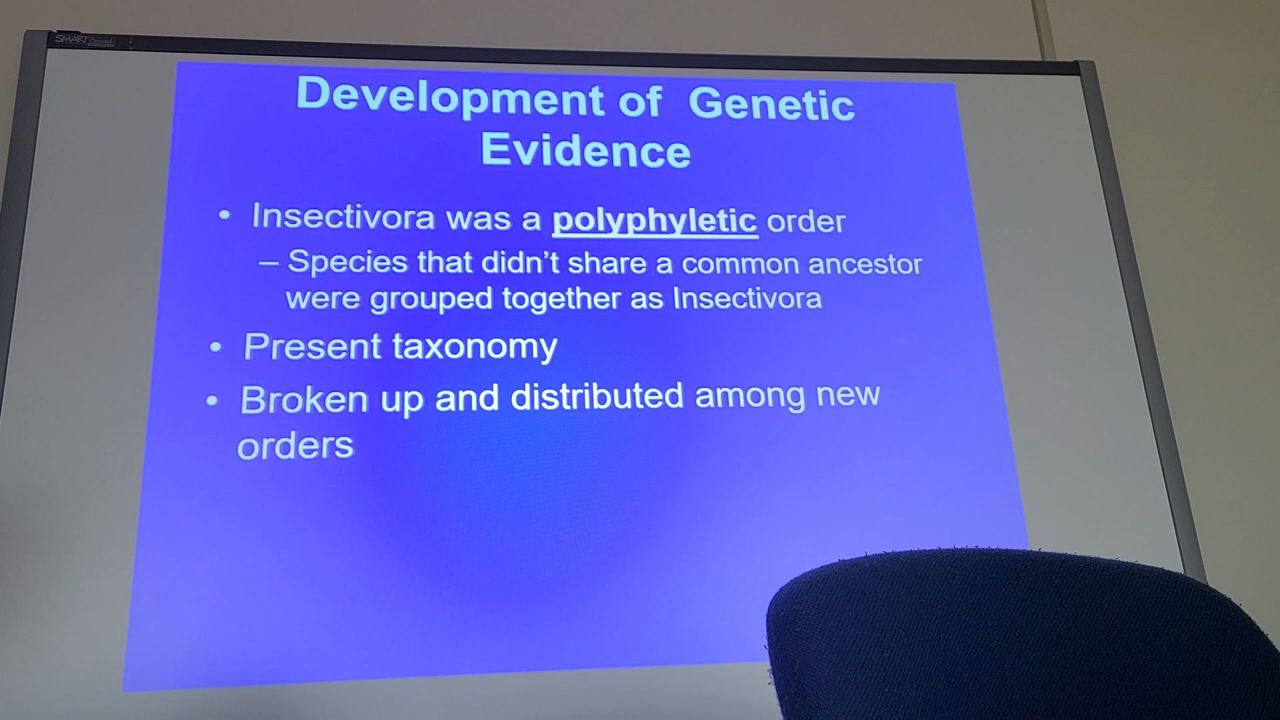 SMART
Development of Genetic
Evidence
• Insectivora was a polyphyletic order
– Species that didn't share a common ancestor
were grouped together as Insectivora
• Present taxonomy
• Broken up and distributed among new
orders